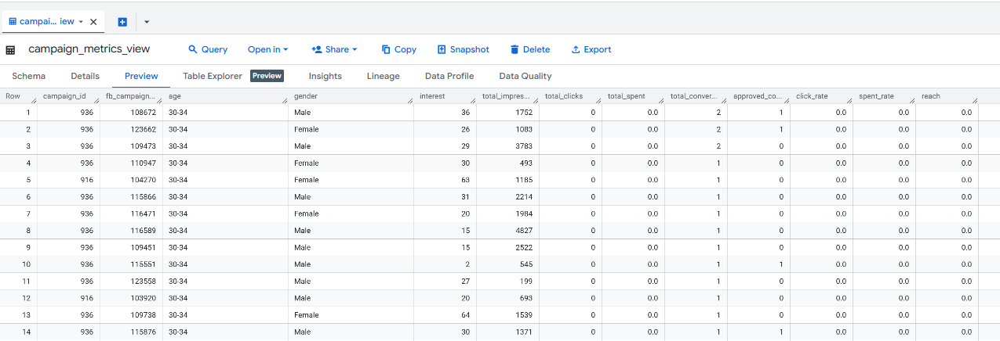 campai... iew
campaign_metrics_view Query Open in Share Copy Snapshot Delete Export
Schema Details Preview Table Explorer Preview Insights Lineage Data Profile Data Quality
Row campaign_id fb_campaign... age gender interest total_impres... total_clicks total_spent total_conver... approved_co... click_rate spent_rate reach
1 936 108672 30-34 Male 36 1752 0 0.0 2 1 0.0 0.0 0.0
2 936 123662 30-34 Female 26 1083 0 0.0 2 1 0.0 0.0 0.0
3 936 109473 30-34 Male 29 3783 0 0.0 2 0 0.0 0.0 0.0
4 936 110947 30-34 Female 30 493 0 0.0 1 0 0.0 0.0 0.0
5 916 104270 30-34 Female 63 1185 0 0.0 1 0 0.0 0.0 0.0
6 936 115866 30-34 Male 31 2214 0 0.0 1 0 0.0 0.0 0.0
7 936 116471 30-34 Female 20 1984 0 0.0 1 0 0.0 0.0 0.0
8 936 116589 30-34 Male 15 4827 0 0.0 1 0 0.0 0.0 0.0
9 936 109451 30-34 Male 15 2522 0 0.0 1 0 0.0 0.0 0.0
10 936 115551 30-34 Male 2 545 0 0.0 1 1 0.0 0.0 0.0
11 936 123558 30-34 Male 27 199 0 0.0 1 0 0.0 0.0 0.0
12 916 103920 30-34 Male 20 693 0 0.0 1 0 0.0 0.0 0.0
13 936 109738 30-34 Female 64 1539 0 0.0 1 0 0.0 0.0 0.0
14 936 115876 30-34 Male 30 1371 0 0.0 1 1 0.0 0.0 0.0